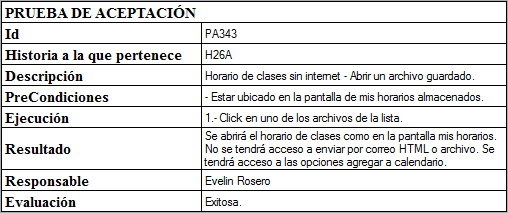 PRUEBA DE ACEPTACIÓN
Id PA343
Historia a la que pertenece H26A
Descripción Horario de clases sin internet - Abrir un archivo guardado.
PreCondiciones - Estar ubicado en la pantalla de mis horarios almacenados.
Ejecución 1.- Click en uno de los archivos de la lista.
Resultado Se abrirá el horario de clases como en la pantalla mis horarios.
No se tendrá acceso a enviar por correo HTML o archivo. Se
tendrá acceso a las opciones agregar a calendario.
Responsable Evelin Rosero
Evaluación Exitosa.